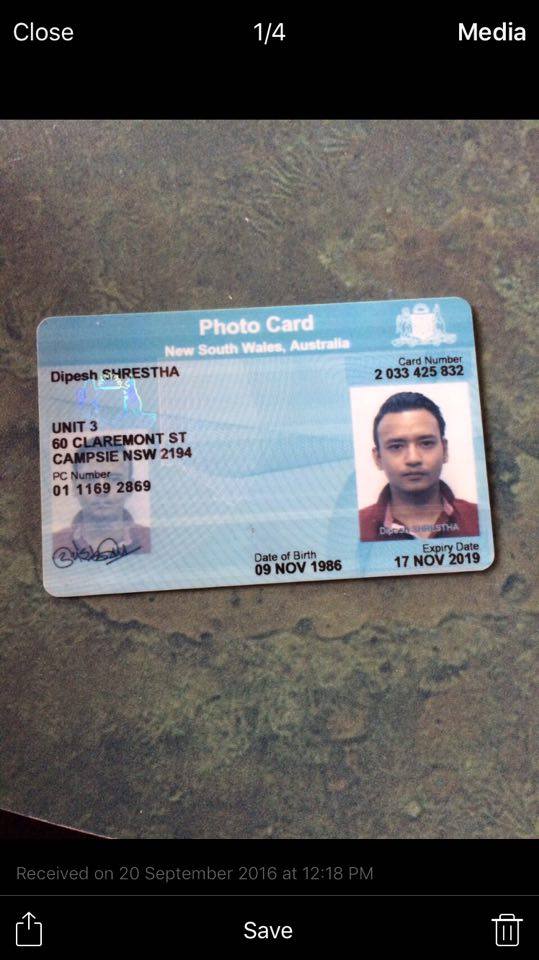 Close 1/4 Media
Photo Card
New South Wales, Australia
Dipesh SHRESTHA
Card Number
2 033 425 832
UNIT 3
60 CLAREMONT ST
CAMPSIE NSW 2194
PC Number
01 1169 2869
Dipesh SHRESTHA
Date of Birth
09 NOV 1986
Expiry Date
17 NOV 2019
Received on 20 September 2016 at 12:18 PM
Save